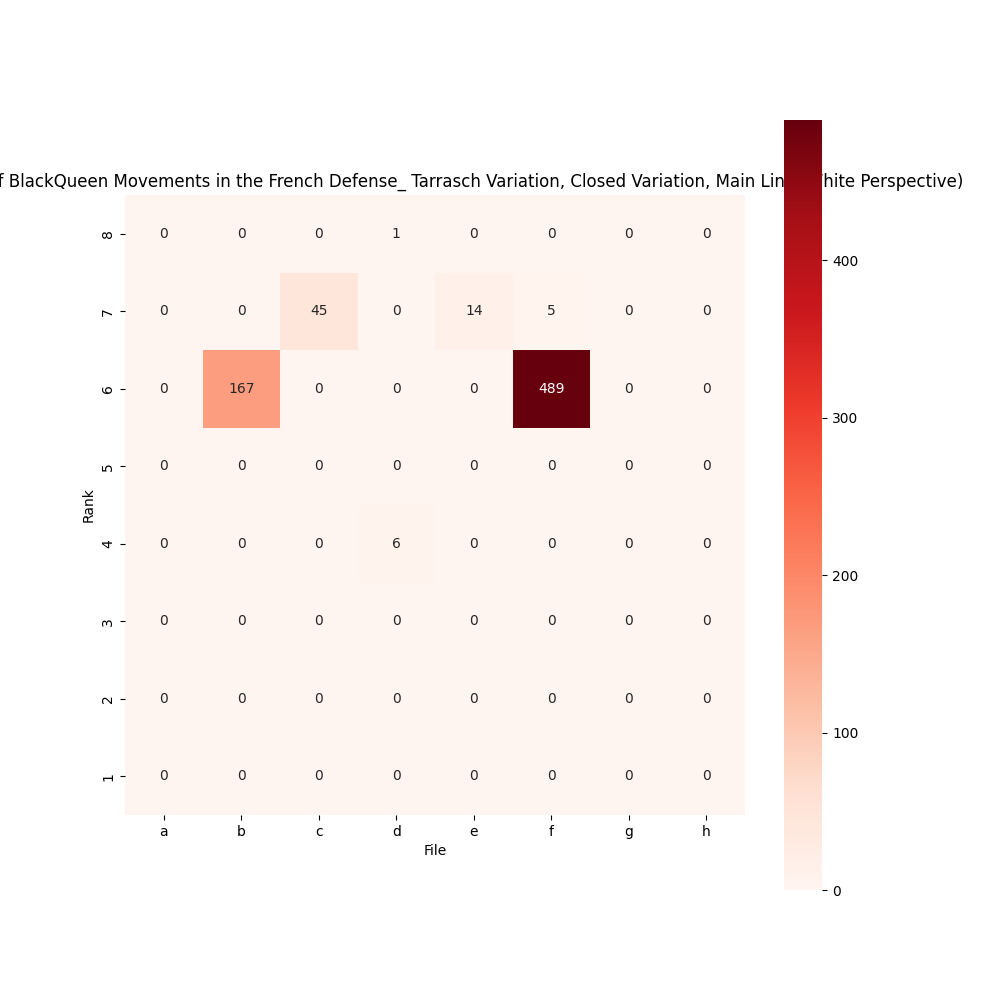 BlackQueen Movements in the French Defense_ Tarrasch Variation, Closed Variation, Main Perspective)
8 0 0 0 1 0 0 0 0
7 0 0 45 0 14 5 0 0
6 0 167 0 0 0 489 0 0
5 0 0 0 0 0 0 0 0
4 0 0 0 6 0 0 0 0
3 0 0 0 0 0 0 0 0
2 0 0 0 0 0 0 0 0
1 0 0 0 0 0 0 0 0
a b c d e f g h
File
Rank
400
300
200
100
0